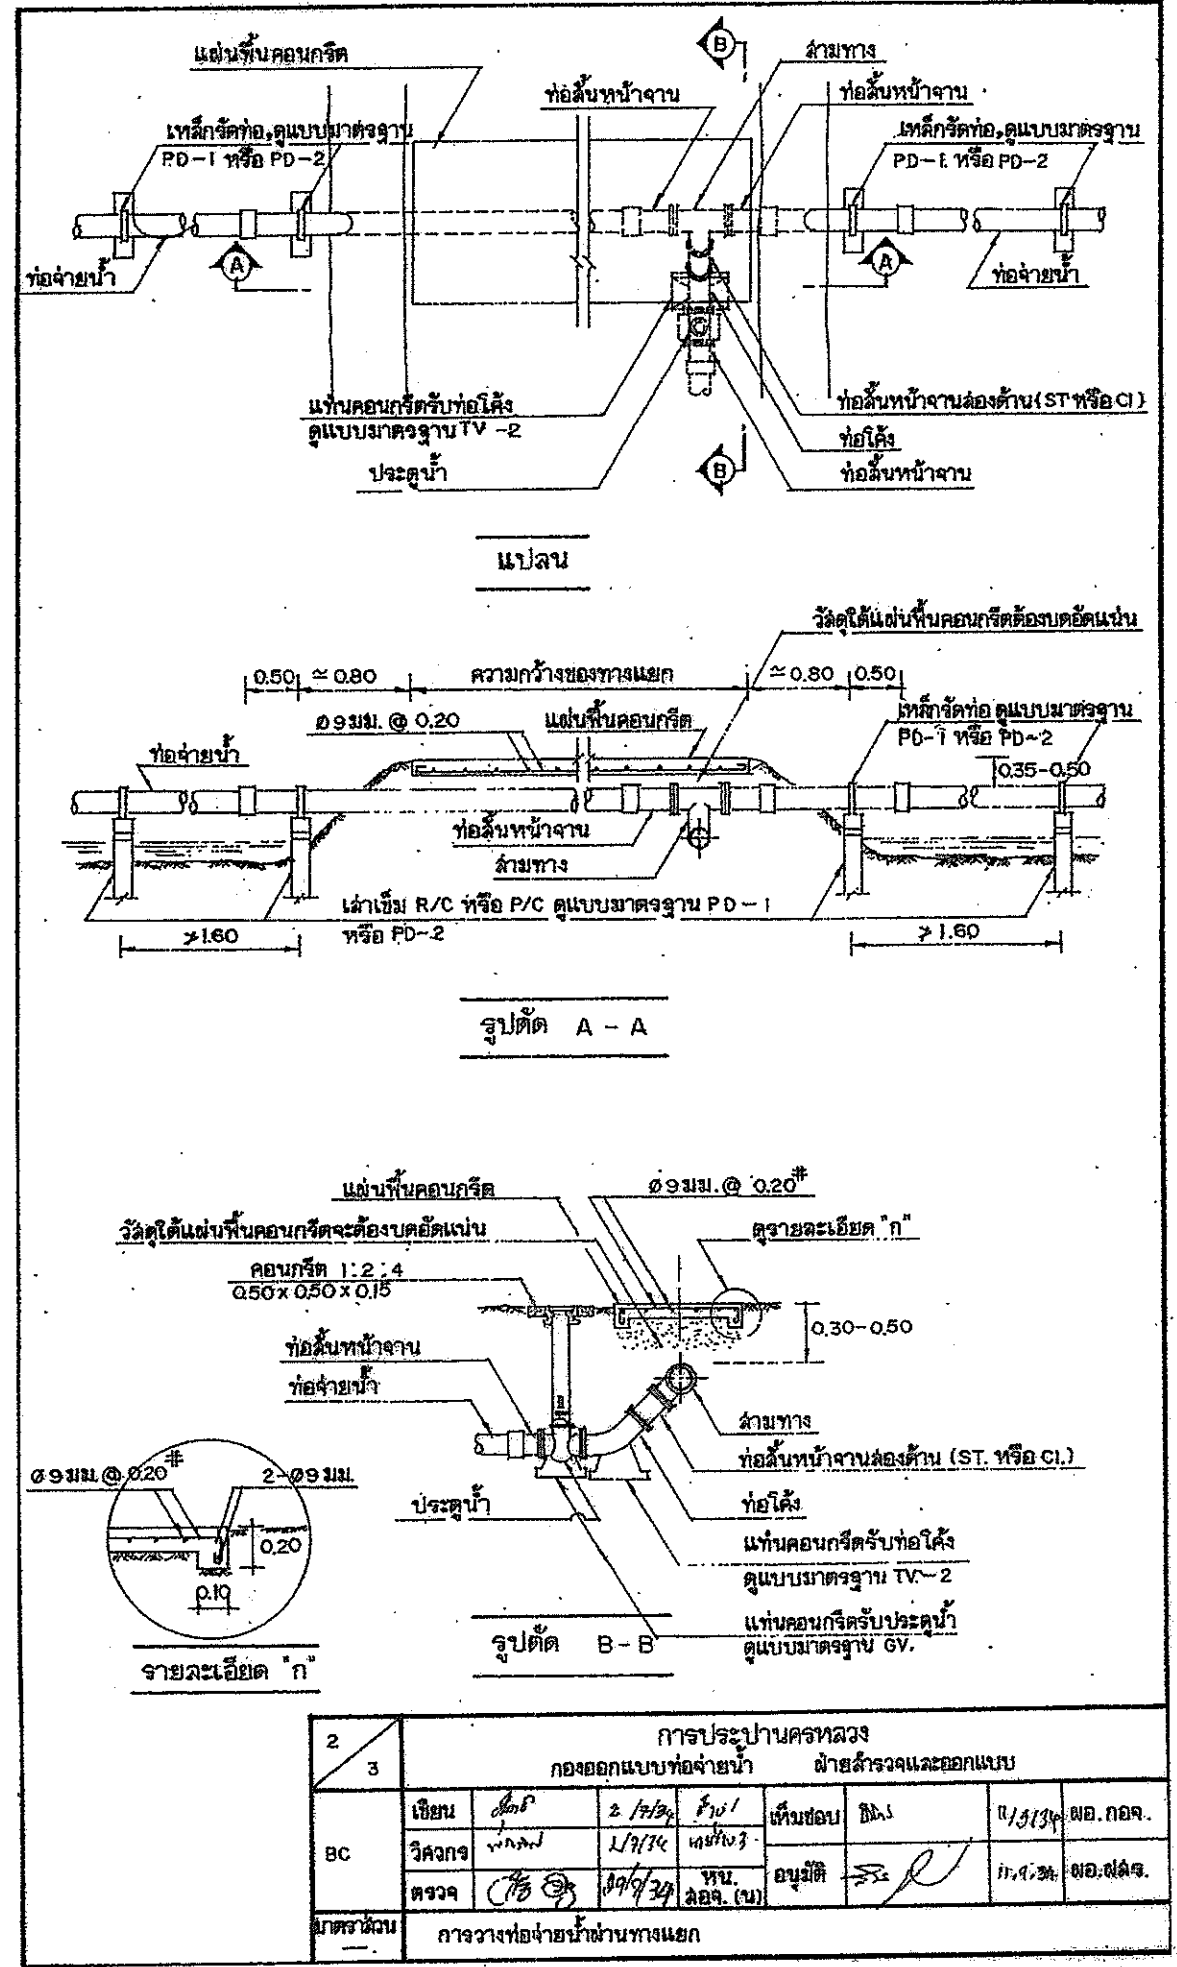 แผ่นพื้นคอนกรีต
B
สามทาง
ท่อสั้นหน้าจาน
ท่อสั้นหน้าจาน
เหล็กรัดท่อ,ดูแบบมาตรฐาน
PD-1 หรือ PD-2
เหล็กรัดท่อ,ดูแบบมาตรฐาน
PD-1. หรือ PD-2
A
A
ท่อจ่ายน้ำ
ท่อจ่ายน้ำ
แท่นคอนกรีตรับท่อโค้ง
ดูแบบมาตรฐาน TV -2
ท่อสั้นหน้าจานสองด้าน(ST หรือ CI)
ท่อโค้ง
ประตูน้ำ
B
ท่อสั้นหน้าจาน
แปลน
วัสดุใต้แผ่นพื้นคอนกรีตต้องบดอัดแน่น
0.50 ≃ 0.80 ความกว้างของทางแยก ≃ 0.80 0.50
ø 9 มม. @ 0.20 แผ่นพื้นคอนกรีต
เหล็กรัดท่อ ดูแบบมาตรฐาน
PD-1 หรือ PD-2
ท่อจ่ายน้ำ
0.35-0.50
ท่อสั้นหน้าจาน
สามทาง
เสาเข็ม R/C หรือ P/C ดูแบบมาตรฐาน PD-1
หรือ PD-2
≯1.60
≯1.60
รูปตัด A - A
แผ่นพื้นคอนกรีต
ø 9 มม. @ 0.20#
วัสดุใต้แผ่นพื้นคอนกรีตจะต้องบดอัดแน่น
ดูรายละเอียด "ก"
คอนกรีต 1:2:4
0.50 x 0.50 x 0.15
0.30-0.50
ท่อสั้นหน้าจาน
ท่อจ่ายน้ำ
สามทาง
ท่อสั้นหน้าจานสองด้าน (ST. หรือ CI.)
ø 9 มม. @ 0.20#
2-ø9 มม.
0.20
0.10
ประตูน้ำ
ท่อโค้ง
แท่นคอนกรีตรับท่อโค้ง
ดูแบบมาตรฐาน TV.-2
แท่นคอนกรีตรับประตูน้ำ
ดูแบบมาตรฐาน GV.
รูปตัด B-B
รายละเอียด "ก"
2
3
การประปานครหลวง
กองออกแบบท่อจ่ายน้ำ ฝ่ายสำรวจและออกแบบ
BC
เขียน
เห็นชอบ
ผอ.กอจ.
วิศวกร
ตรวจ
หน.
ลอจ. (น)
อนุมัติ
ผอ.ฝสอ.
มาตราส่วน
การวางท่อจ่ายน้ำผ่านทางแยก